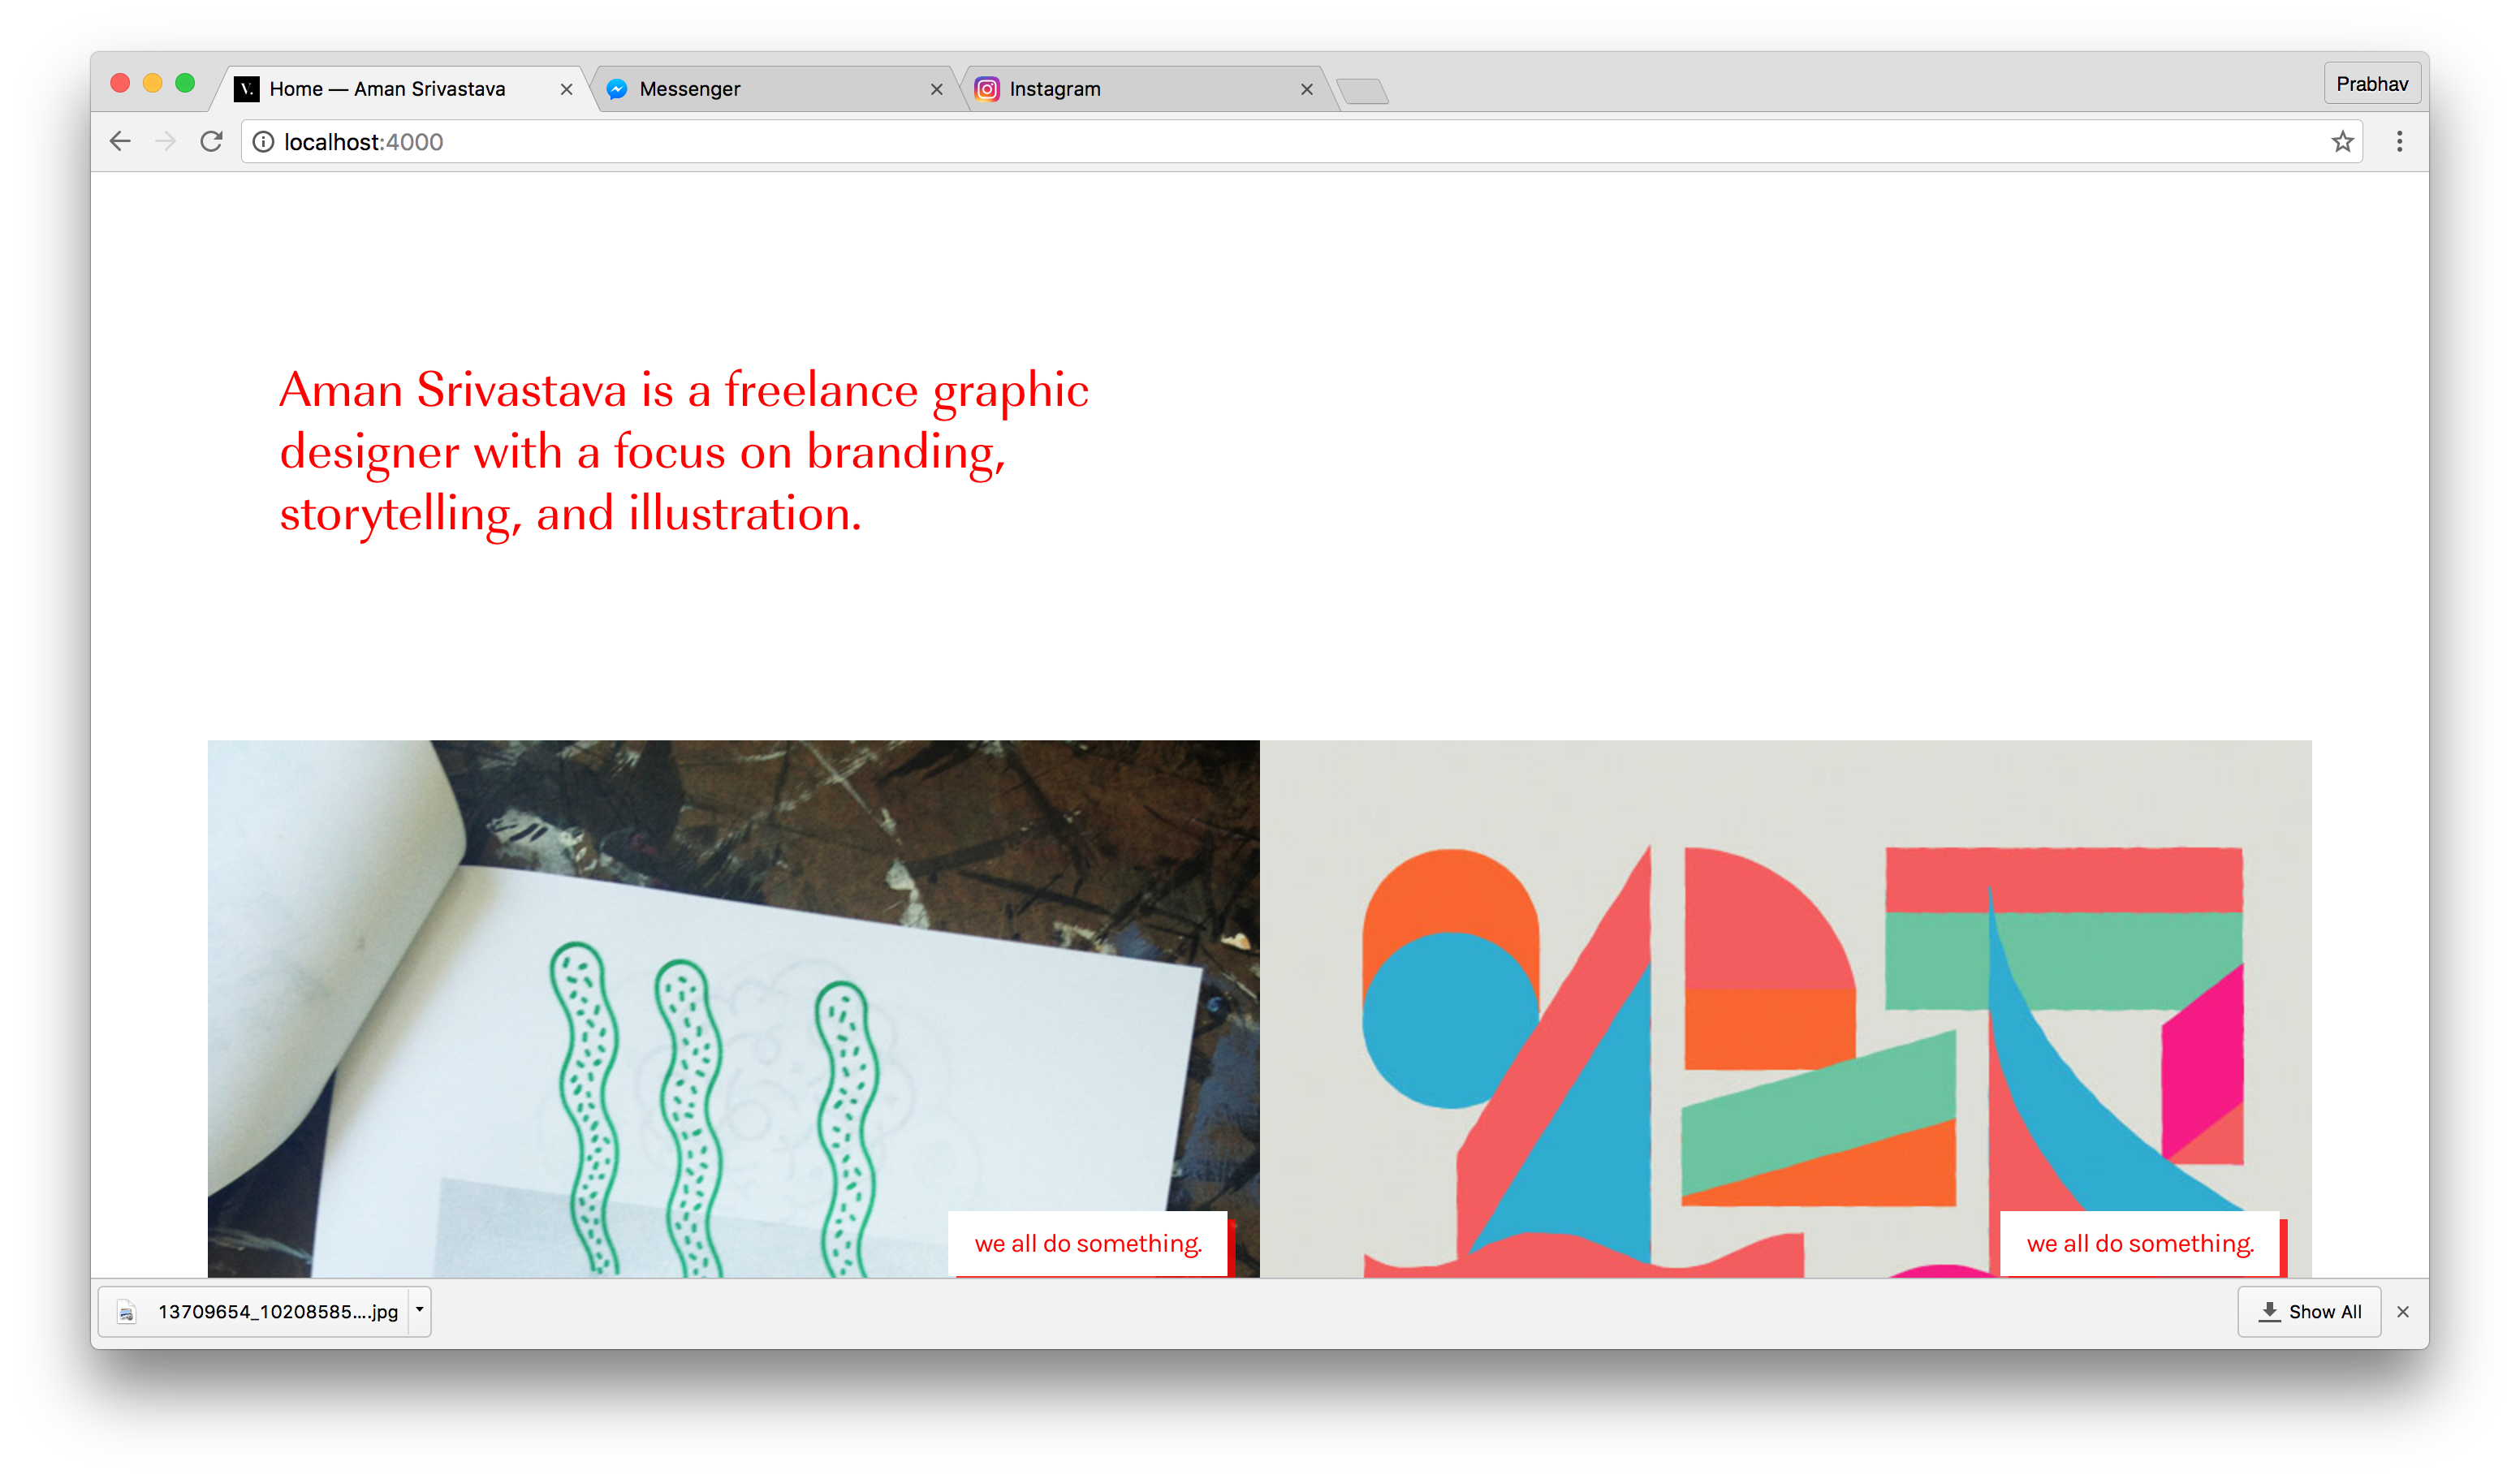 V. Home — Aman Srivastava
Messenger
Instagram
Prabhav
localhost:4000
Aman Srivastava is a freelance graphic
designer with a focus on branding,
storytelling, and illustration.
we all do something.
we all do something.
13709654_10208585....jpg
Show All